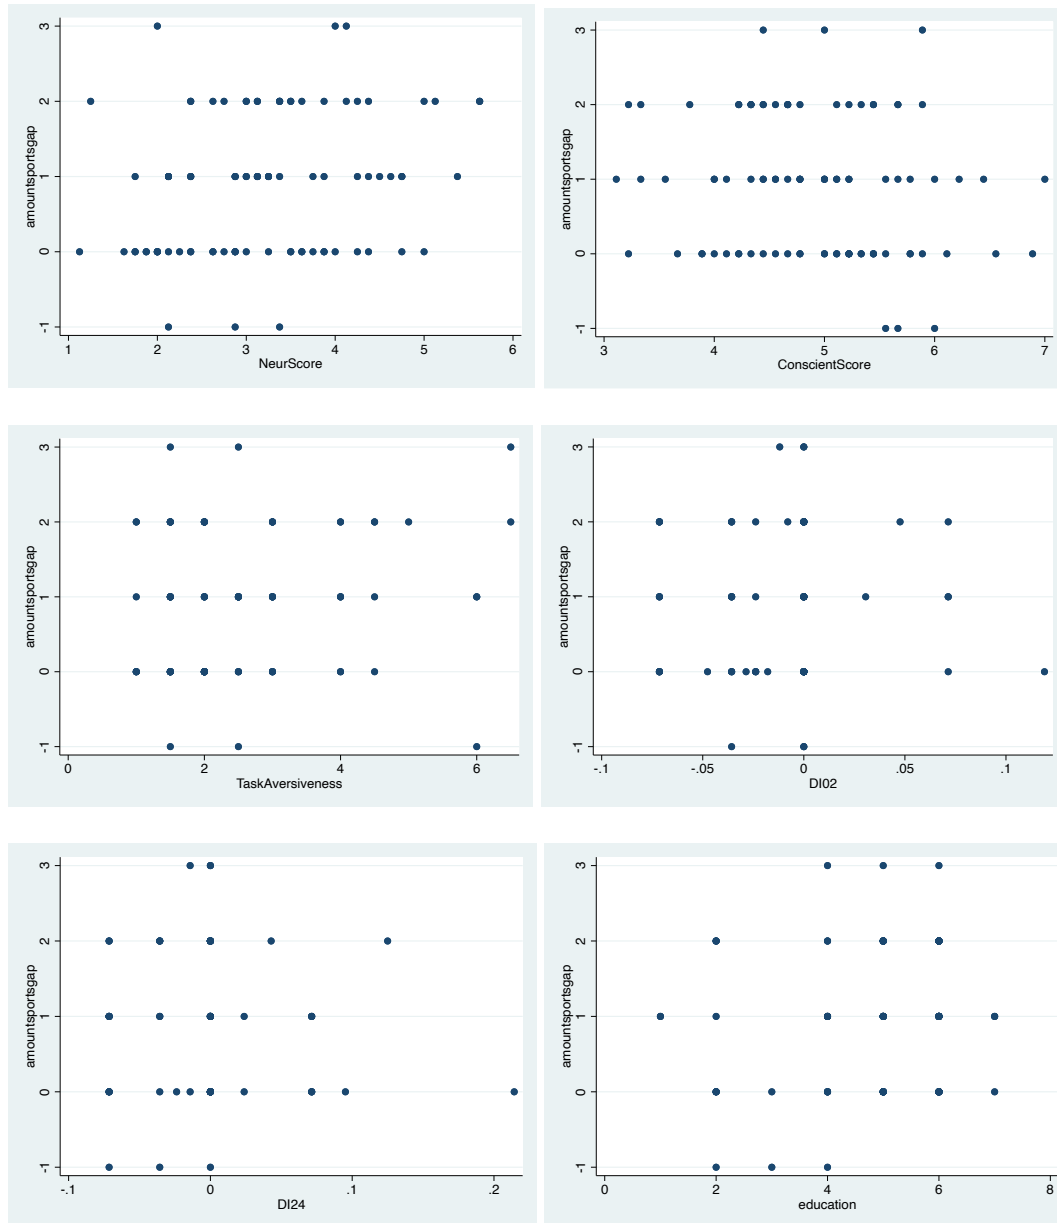 3
2
1
0
-1
amountsportsgap
1 2 3 4 5 6
NeurScore
3
2
1
0
-1
amountsportsgap
3 4 5 6 7
ConscientScore
3
2
1
0
-1
amountsportsgap
0 2 4 6
TaskAversiveness
3
2
1
0
-1
amountsportsgap
-.1 -.05 0 .05 .1
DI02
3
2
1
0
-1
amountsportsgap
-.1 0 .1 .2
DI24
3
2
1
0
-1
amountsportsgap
0 2 4 6 8
education